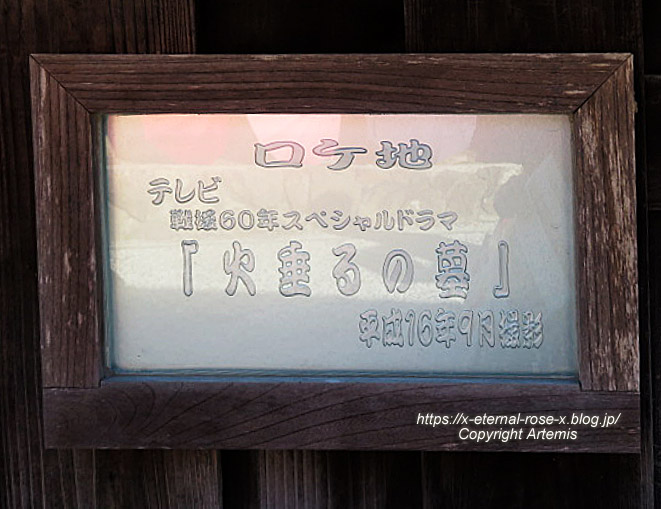 ロケ地
テレビ
戦後60年スペシャルドラマ
「火垂るの墓」
平成16年9月撮影
https://x-eternal-rose-x.blog.jp/
Copyright Artemis